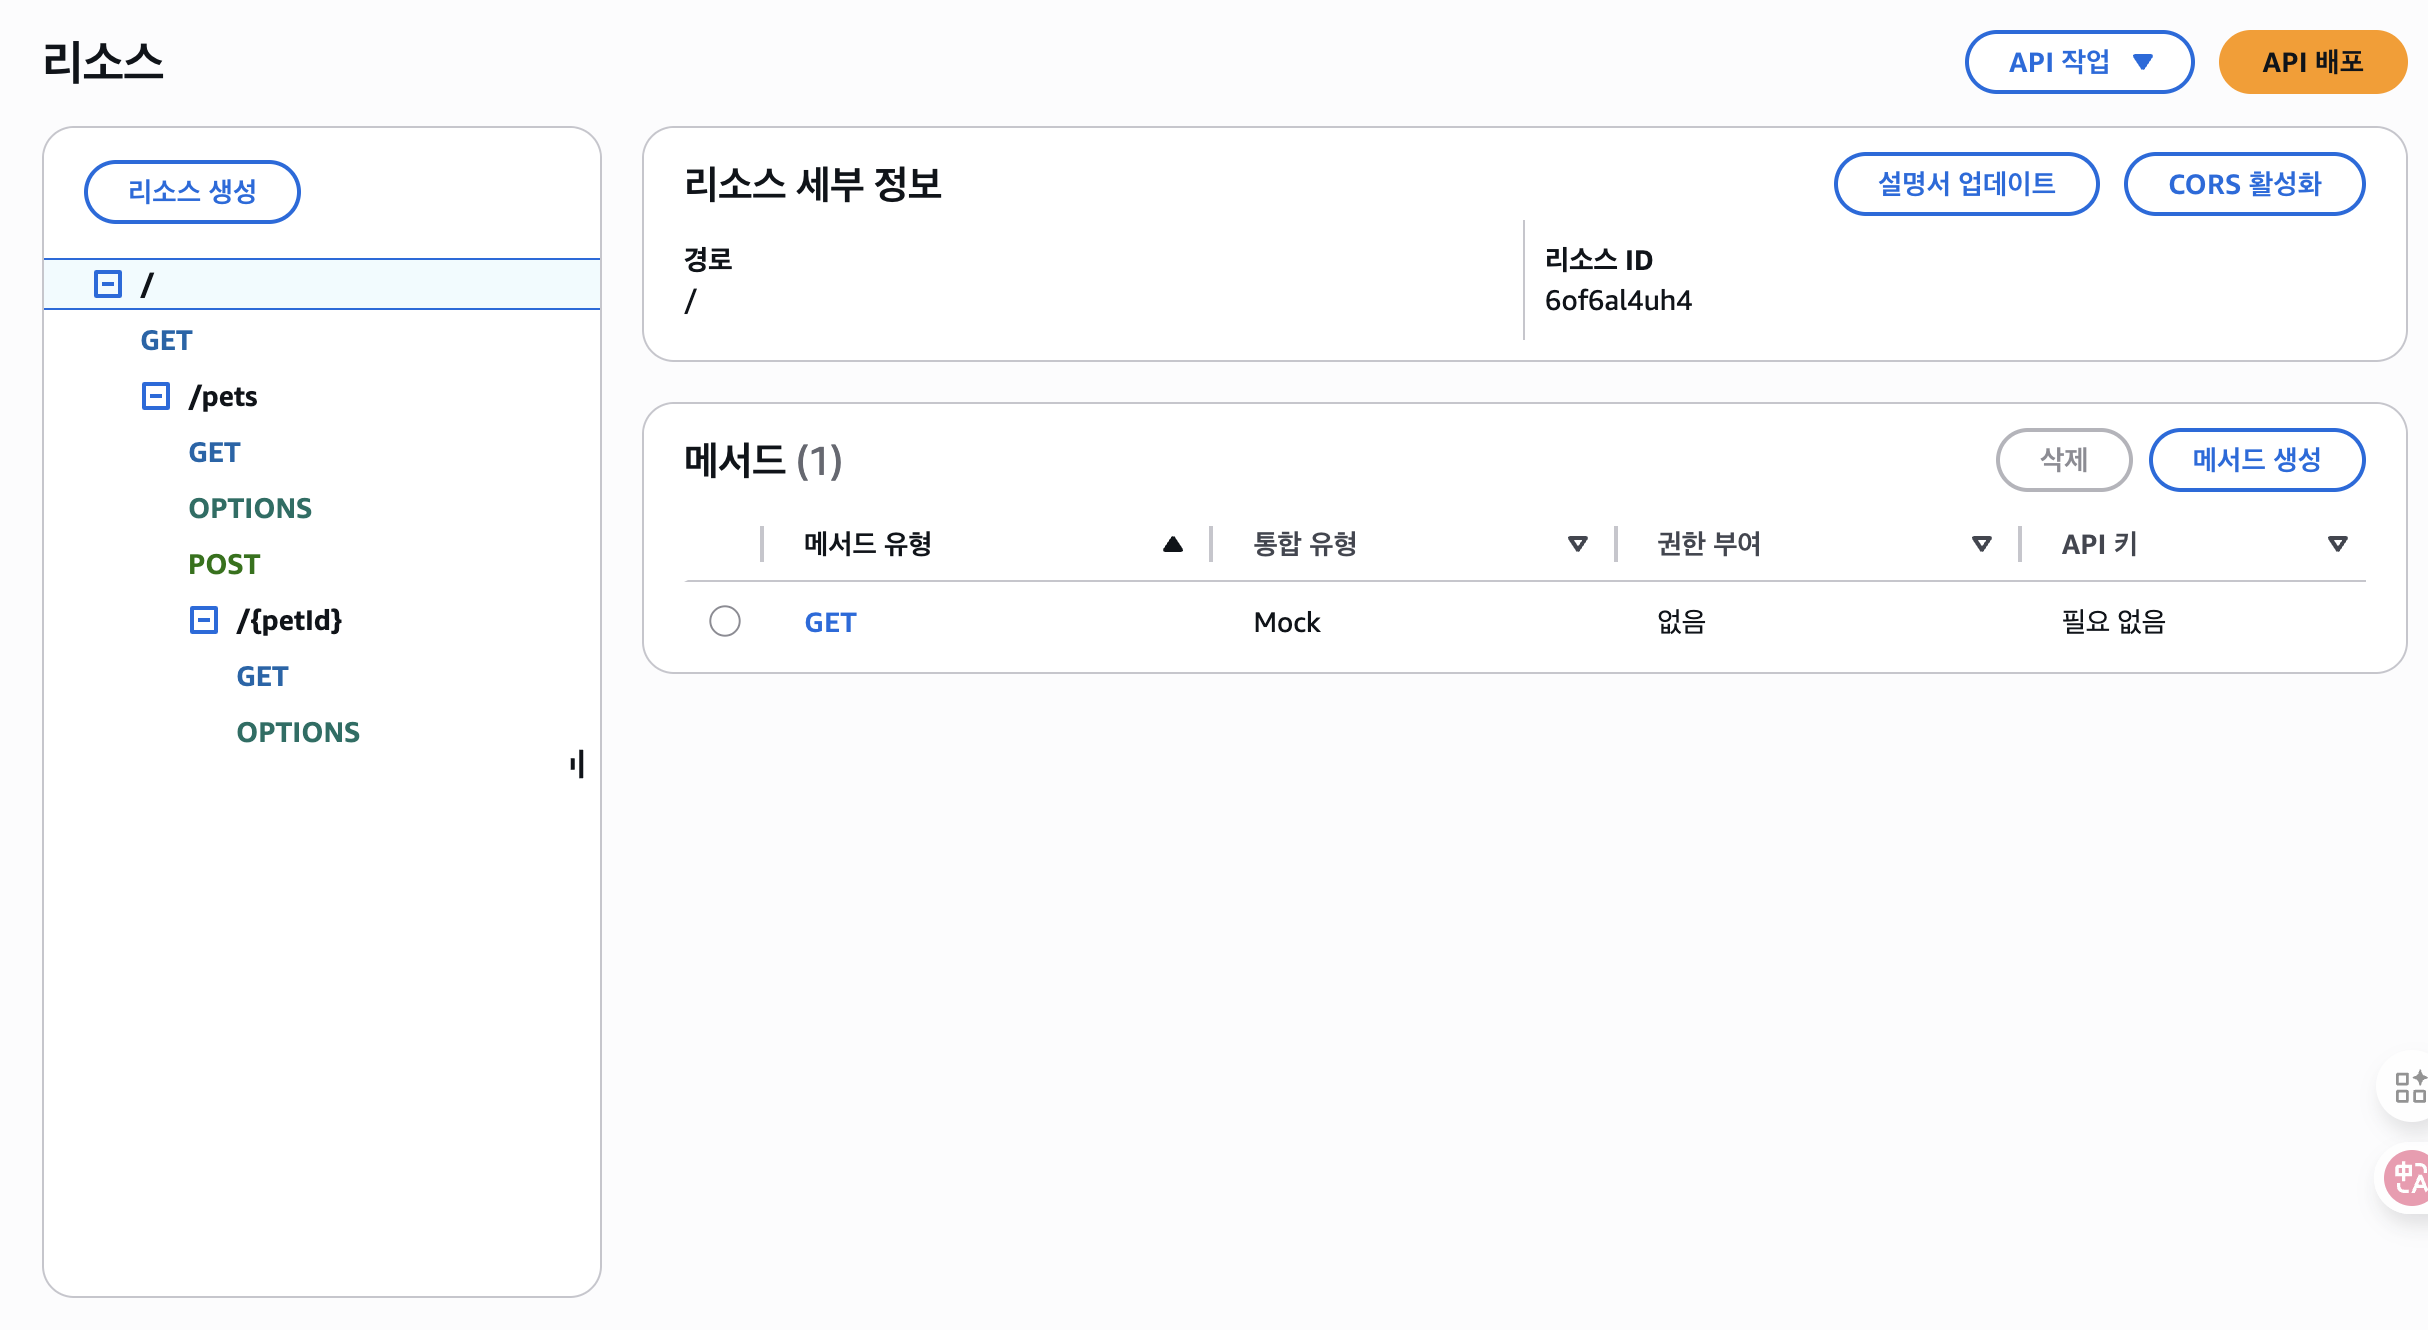 리소스
API 작업
API 배포
리소스 생성
/
GET
/pets
GET
OPTIONS
POST
/{petId}
GET
OPTIONS
리소스 세부 정보
설명서 업데이트
CORS 활성화
경로
/
리소스 ID
6of6al4uh4
메서드 (1)
삭제
메서드 생성
메서드 유형
통합 유형
권한 부여
API 키
GET
Mock
없음
필요 없음